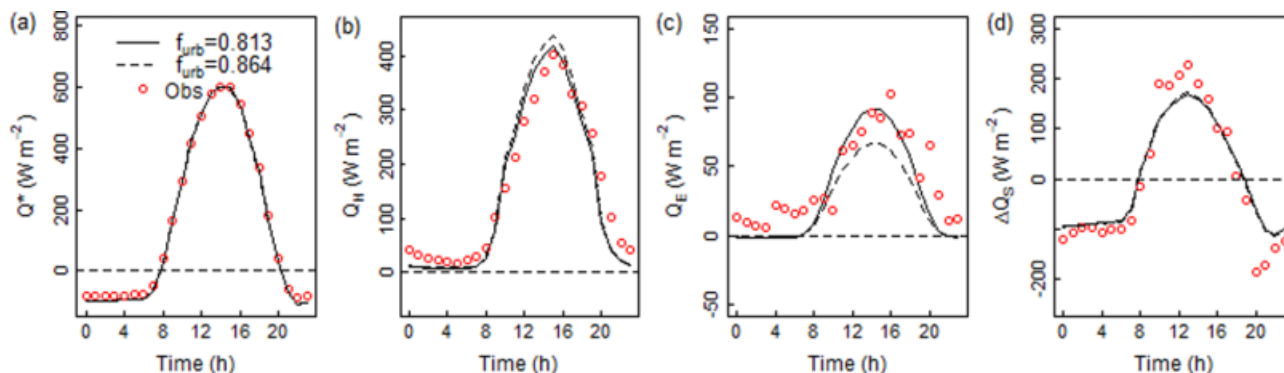 (a)
Q* (W m⁻²)
0 200 400 600 800
f_urb=0.813
f_urb=0.864
Obs
0 4 8 12 16 20
Time (h)
(b)
Q_H (W m⁻²)
0 100 200 300 400
0 4 8 12 16 20
Time (h)
(c)
Q_E (W m⁻²)
-50 0 50 100 150
0 4 8 12 16 20
Time (h)
(d)
ΔQ_S (W m⁻²)
-200 0 100 200 300
0 4 8 12 16 20
Time (h)